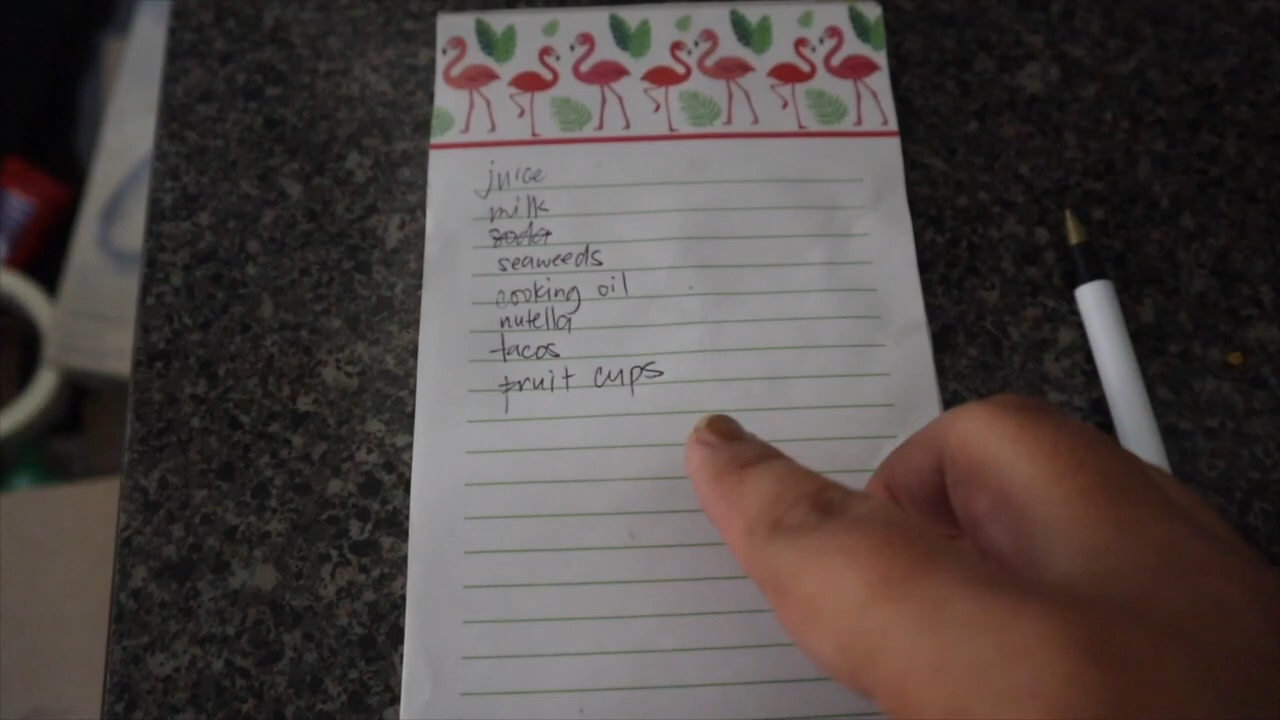 juice
milk
soda
seaweeds
cooking oil
nutella
tacos
fruit cups